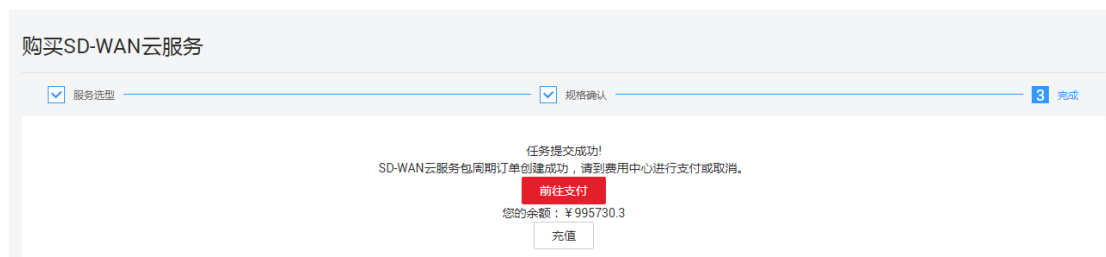 购买SD-WAN云服务
服务选型
规格确认
3 完成
任务提交成功!
SD-WAN云服务包周期订单创建成功，请到费用中心进行支付或取消。
前往支付
您的余额：¥995730.3
充值